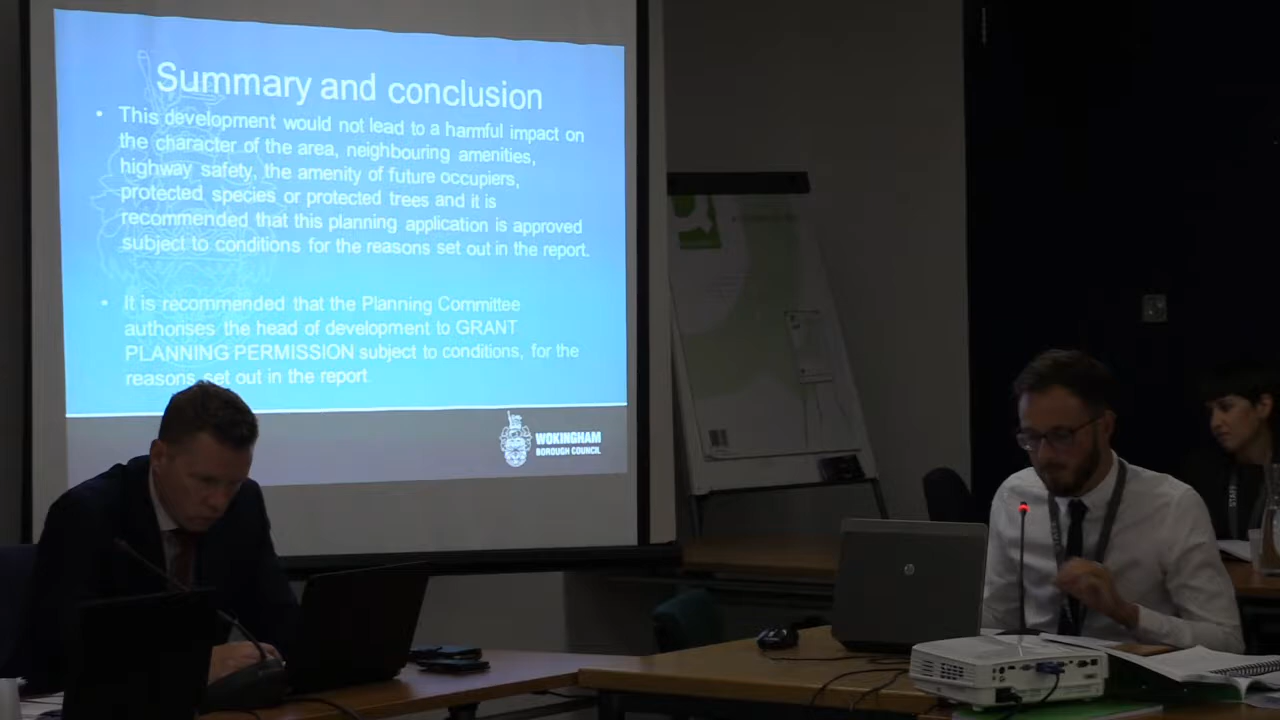 Summary and conclusion
• This development would not lead to a harmful impact on
the character of the area, neighbouring amenities,
highway safety, the amenity of future occupiers,
protected species or protected trees and it is
recommended that this planning application is approved
subject to conditions for the reasons set out in the report.
• It is recommended that the Planning Committee
authorises the head of development to GRANT
PLANNING PERMISSION subject to conditions, for the
reasons set out in the report
WOKINGHAM
BOROUGH COUNCIL
hp
STAFF
STAFF